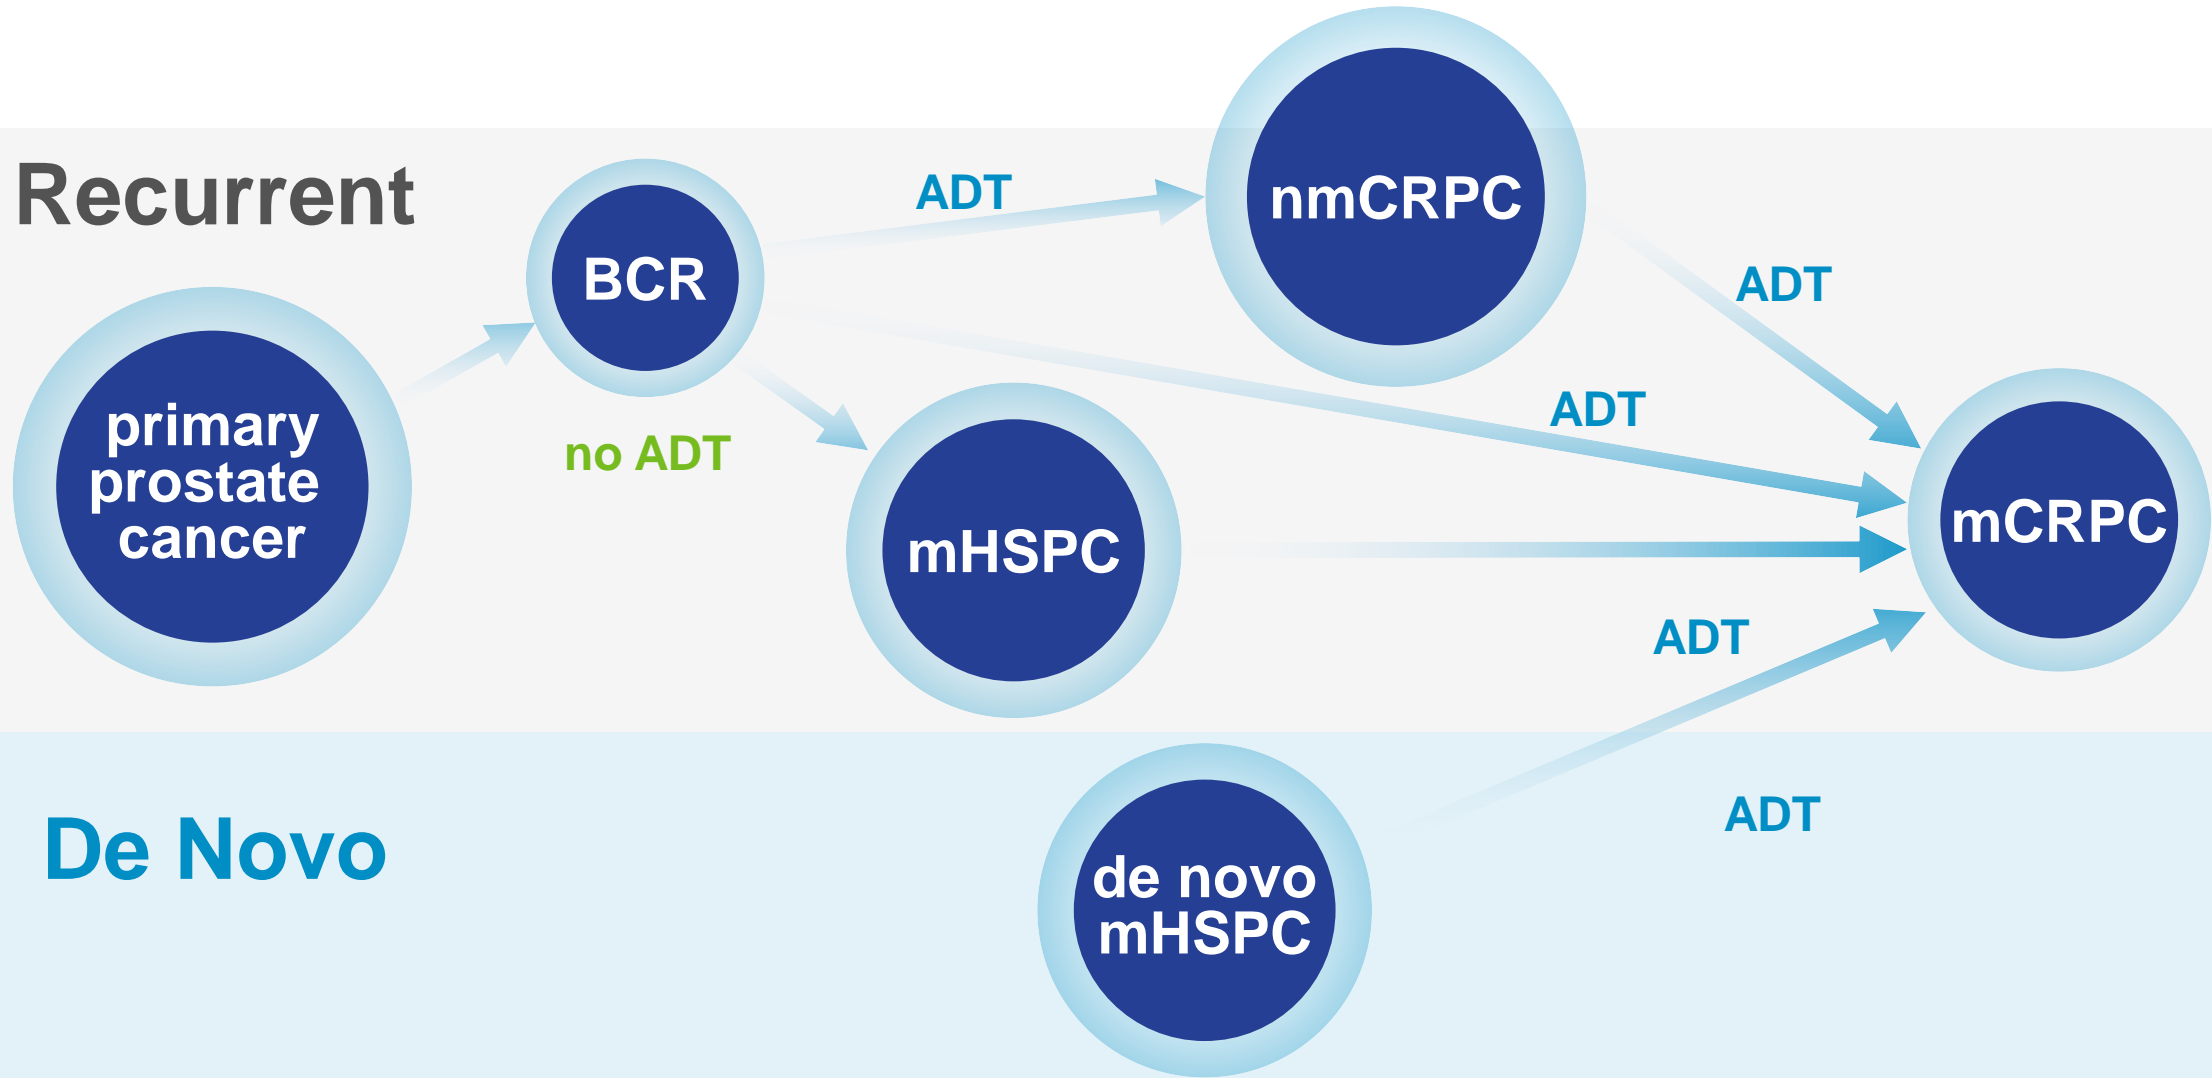 Recurrent
ADT
nmCRPC
BCR
ADT
primary
prostate
cancer
no ADT
ADT
mHSPC
mCRPC
ADT
De Novo
ADT
de novo
mHSPC